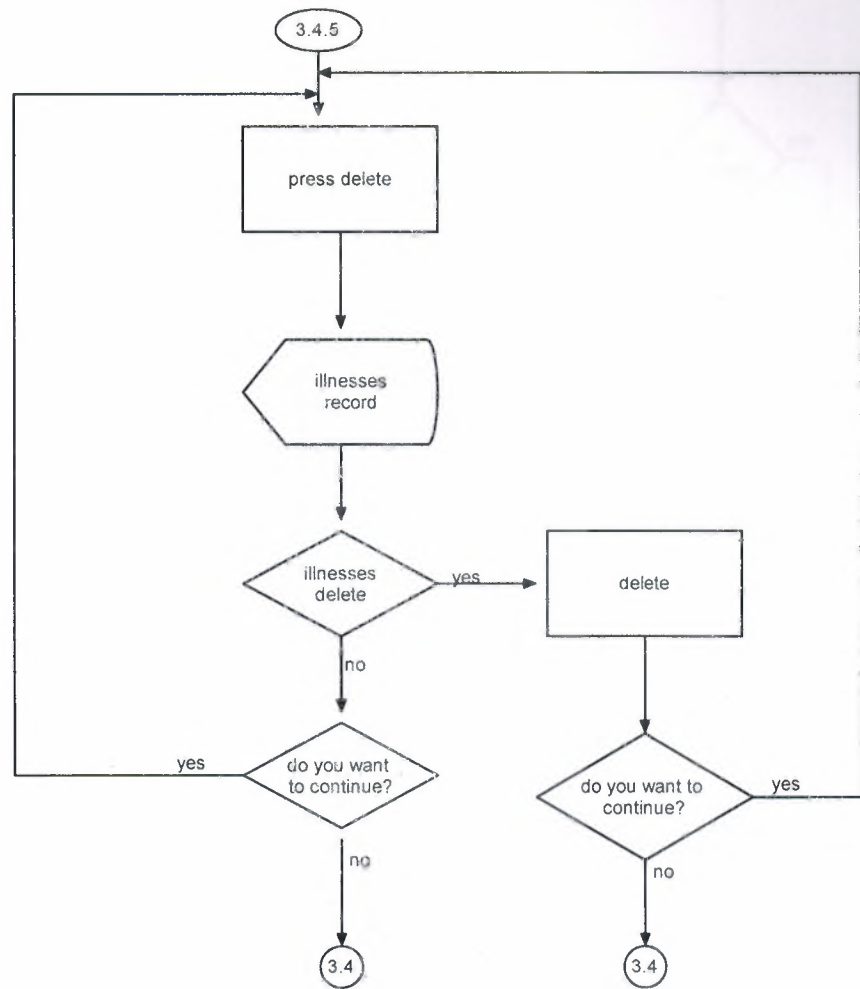 3.4.5
press delete
illnesses
record
illnesses
delete
yes
delete
no
do you want
to continue?
yes
do you want to
continue?
yes
no
no
3.4
3.4